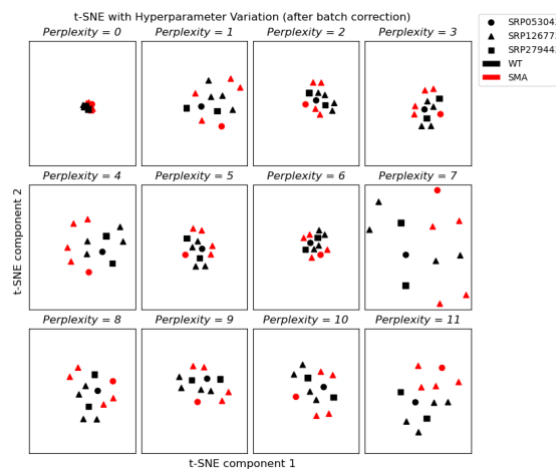 t-SNE with Hyperparameter Variation (after batch correction)
Perplexity = 0
Perplexity = 1
Perplexity = 2
Perplexity = 3
SRP053043
SRP12677
SRP27944
WT
SMA
Perplexity = 4
Perplexity = 5
Perplexity = 6
Perplexity = 7
t-SNE component 2
Perplexity = 8
Perplexity = 9
Perplexity = 10
Perplexity = 11
t-SNE component 1